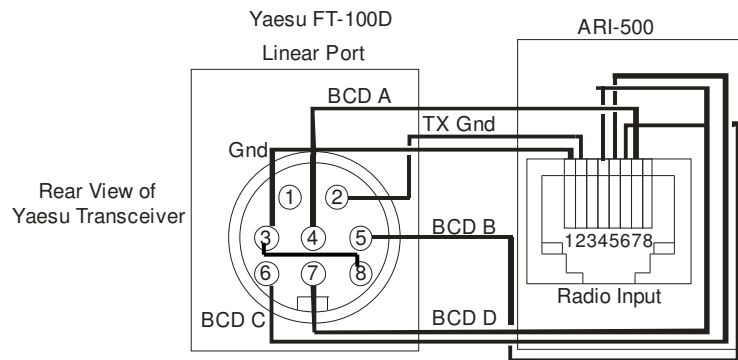 Yaesu FT-100D
Linear Port
ARI-500
BCD A
TX Gnd
Gnd
Rear View of
Yaesu Transceiver
1
2
3
4
5
BCD B
12345678
6
7
8
Radio Input
BCD C
BCD D